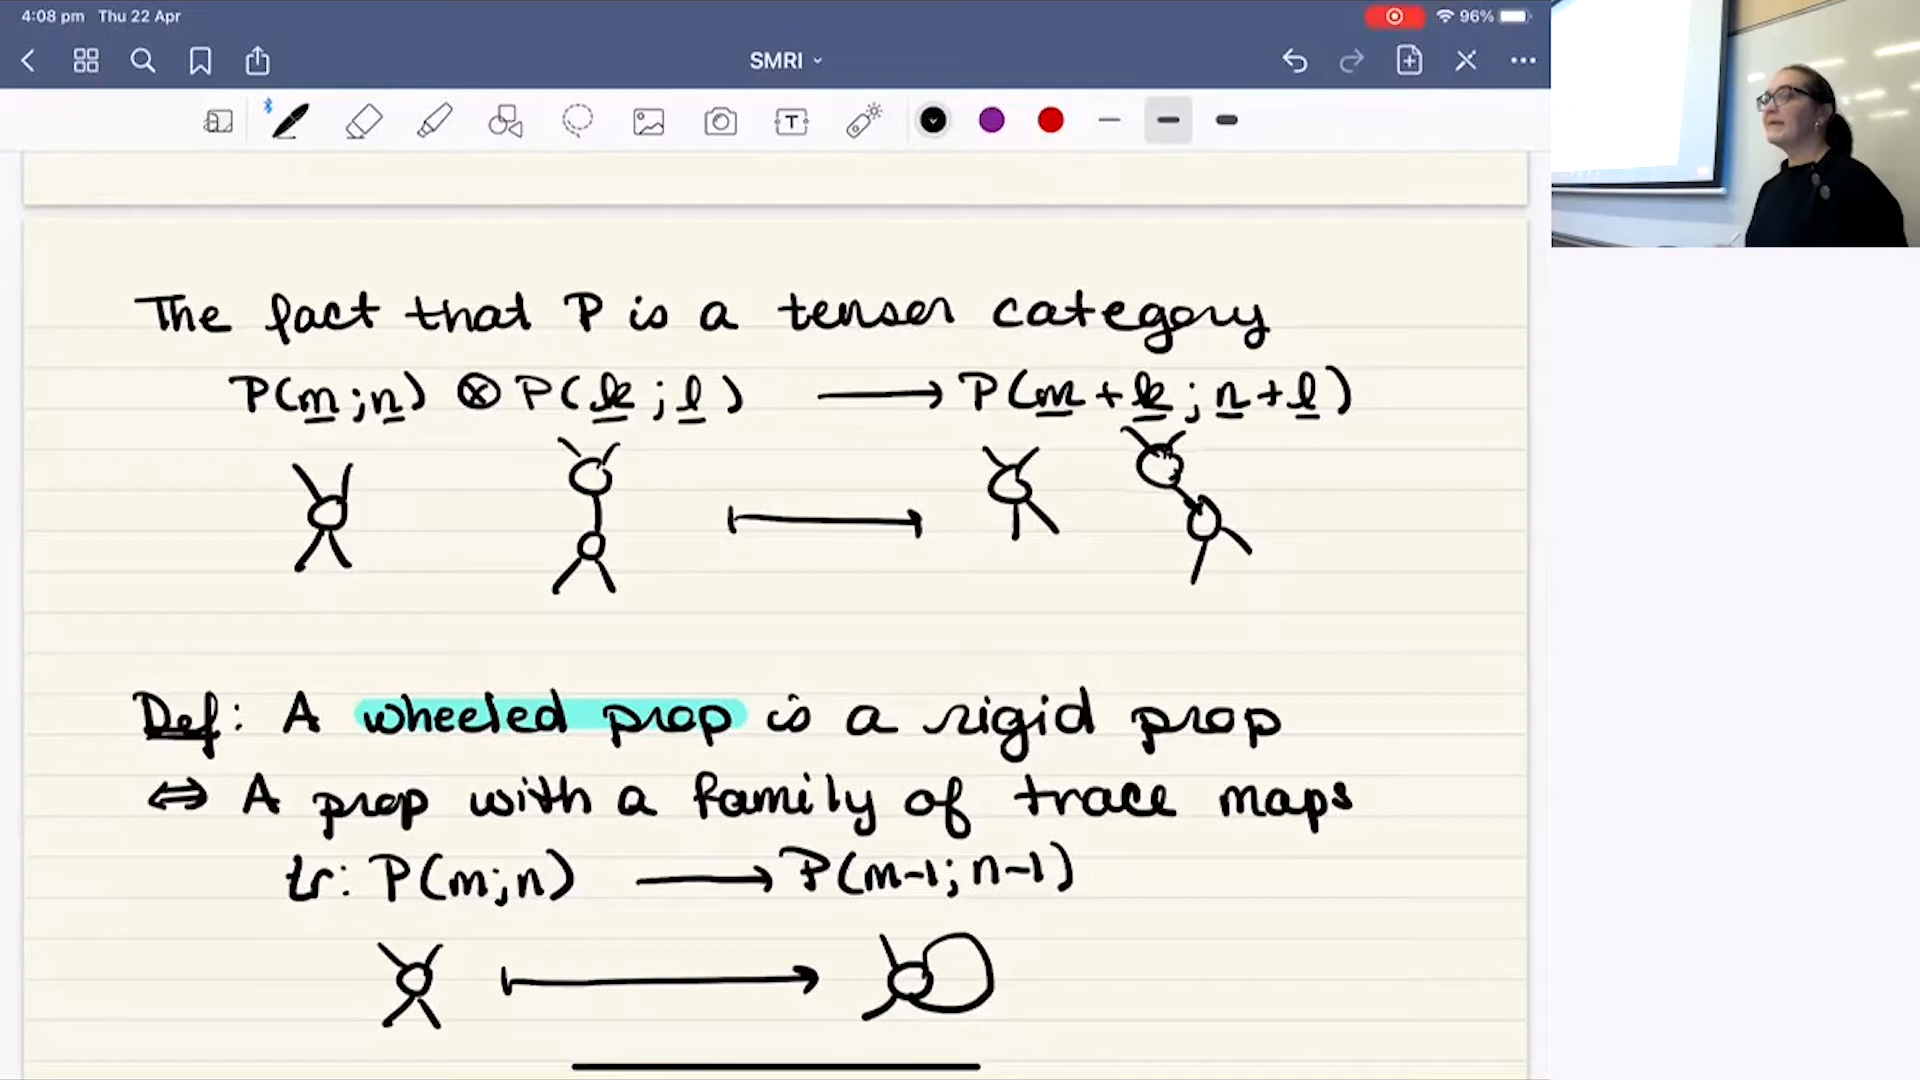 4:08 pm Thu 22 Apr
96%
SMRI
The fact that P is a tensor category
P(m;n) ⊗ P(k;l) ⟶ P(m+k;n+l)
Def: A wheeled prop is a rigid prop
⇔ A prop with a family of trace maps
tr: P(m;n) ⟶ P(m-1;n-1)